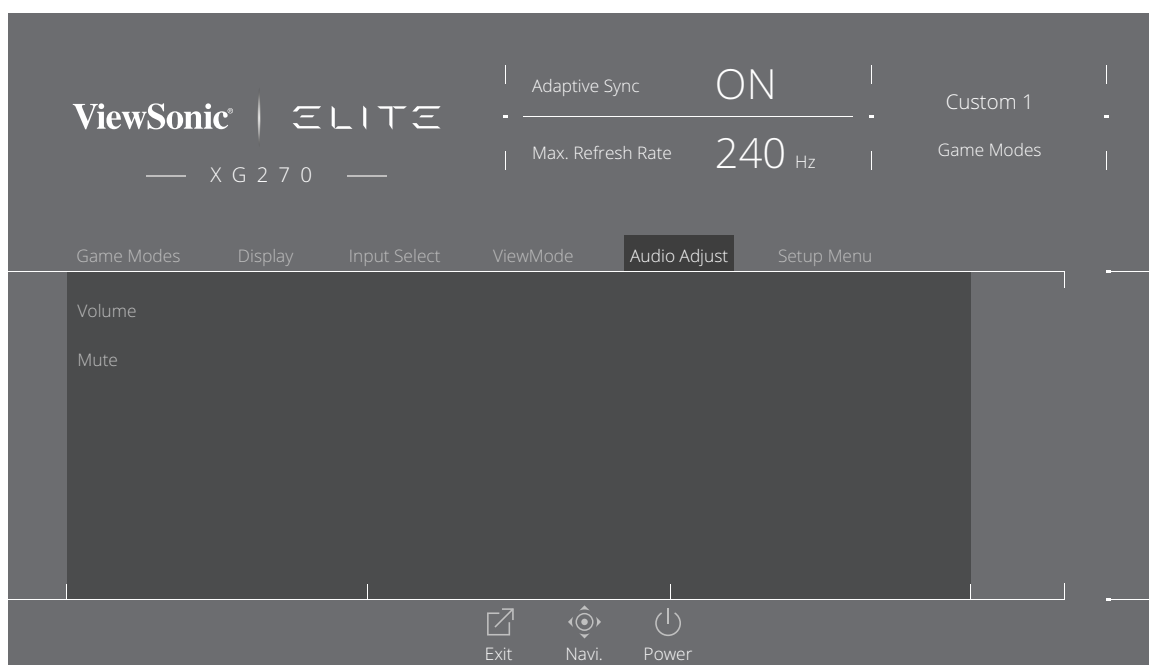 ViewSonic® ELITE
XG270
Adaptive Sync ON
Max. Refresh Rate 240 Hz
Custom 1
Game Modes
Game Modes Display Input Select ViewMode Audio Adjust Setup Menu
Volume
Mute
Exit Navi. Power